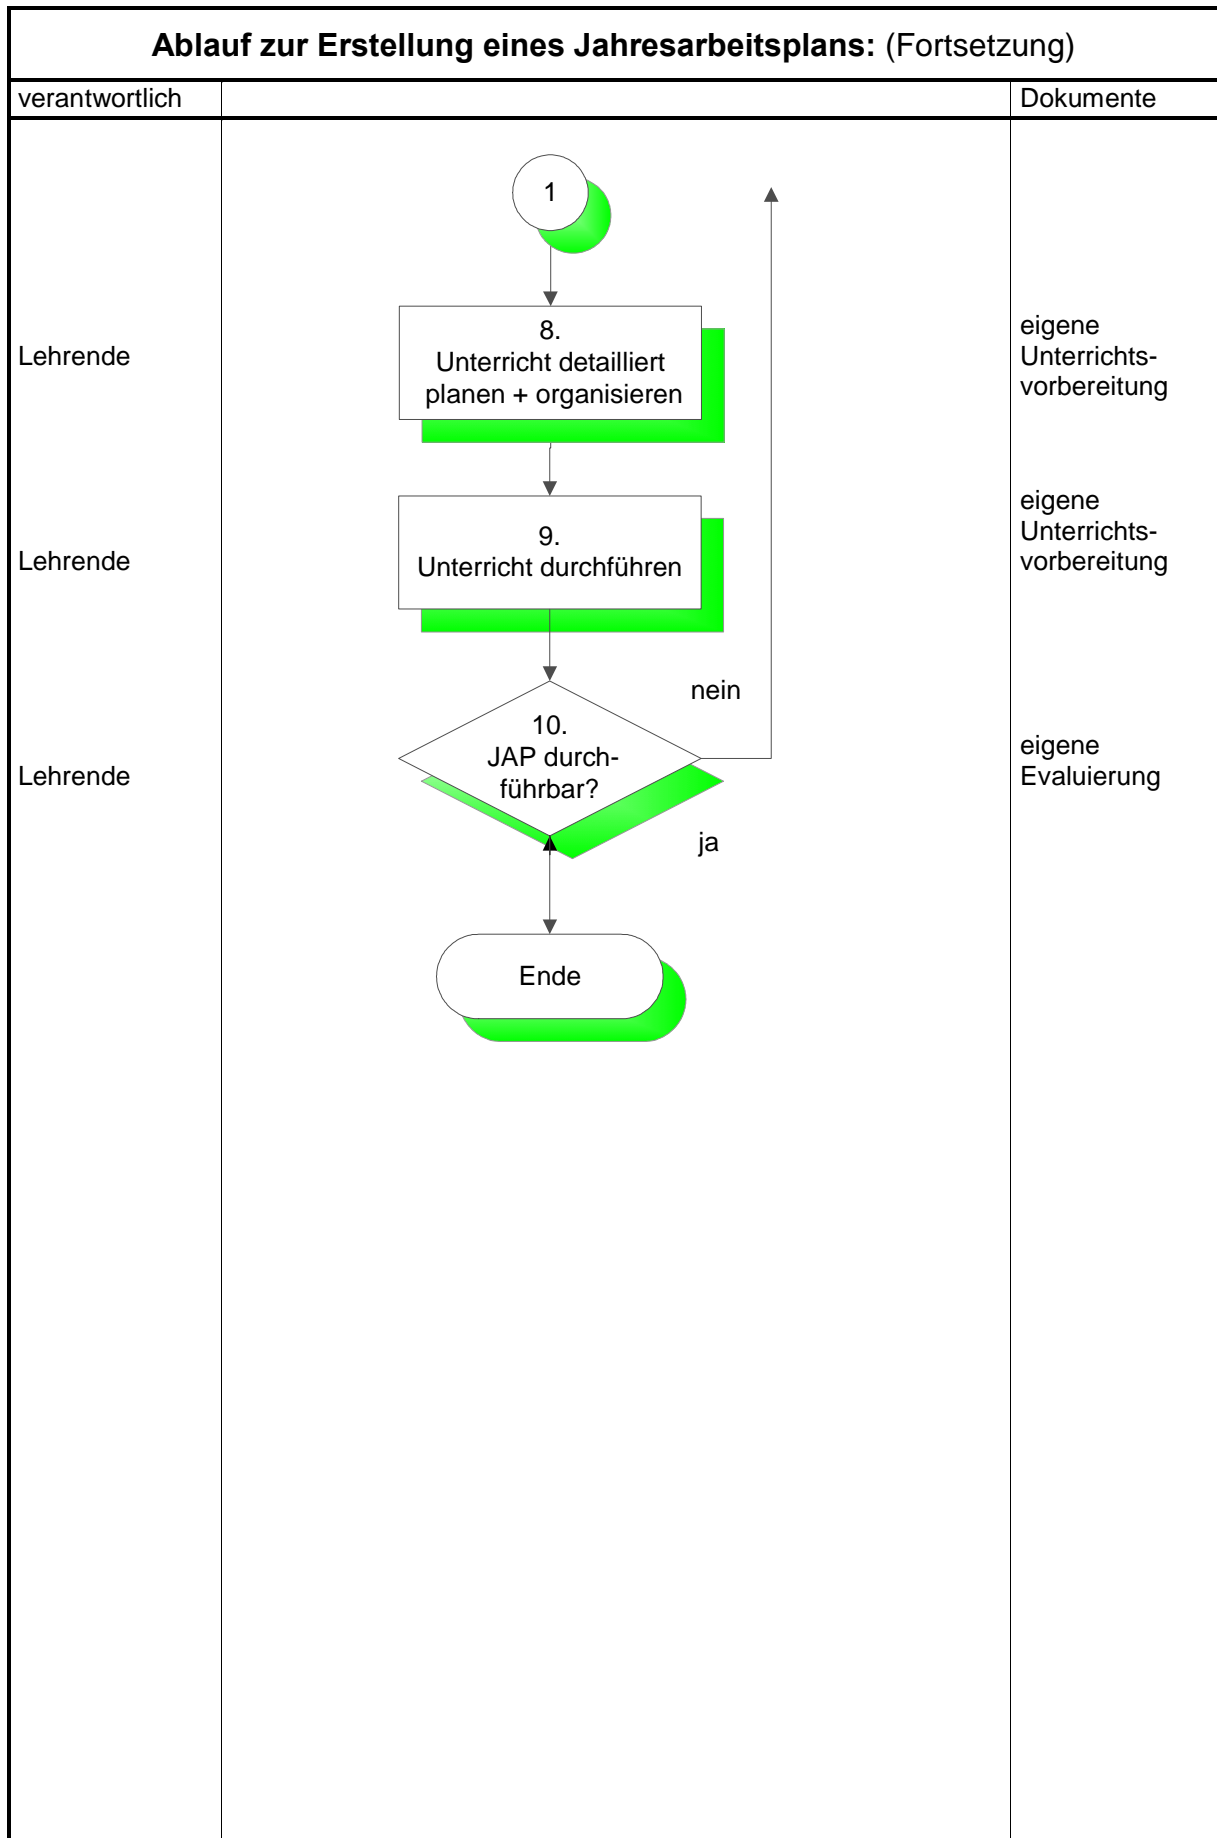 Ablauf zur Erstellung eines Jahresarbeitsplans: (Fortsetzung)
verantwortlich
Dokumente
1
Lehrende
8.
Unterricht detailliert
planen + organisieren
eigene
Unterrichts-
vorbereitung
Lehrende
9.
Unterricht durchführen
eigene
Unterrichts-
vorbereitung
nein
Lehrende
10.
JAP durch-
führbar?
eigene
Evaluierung
ja
Ende